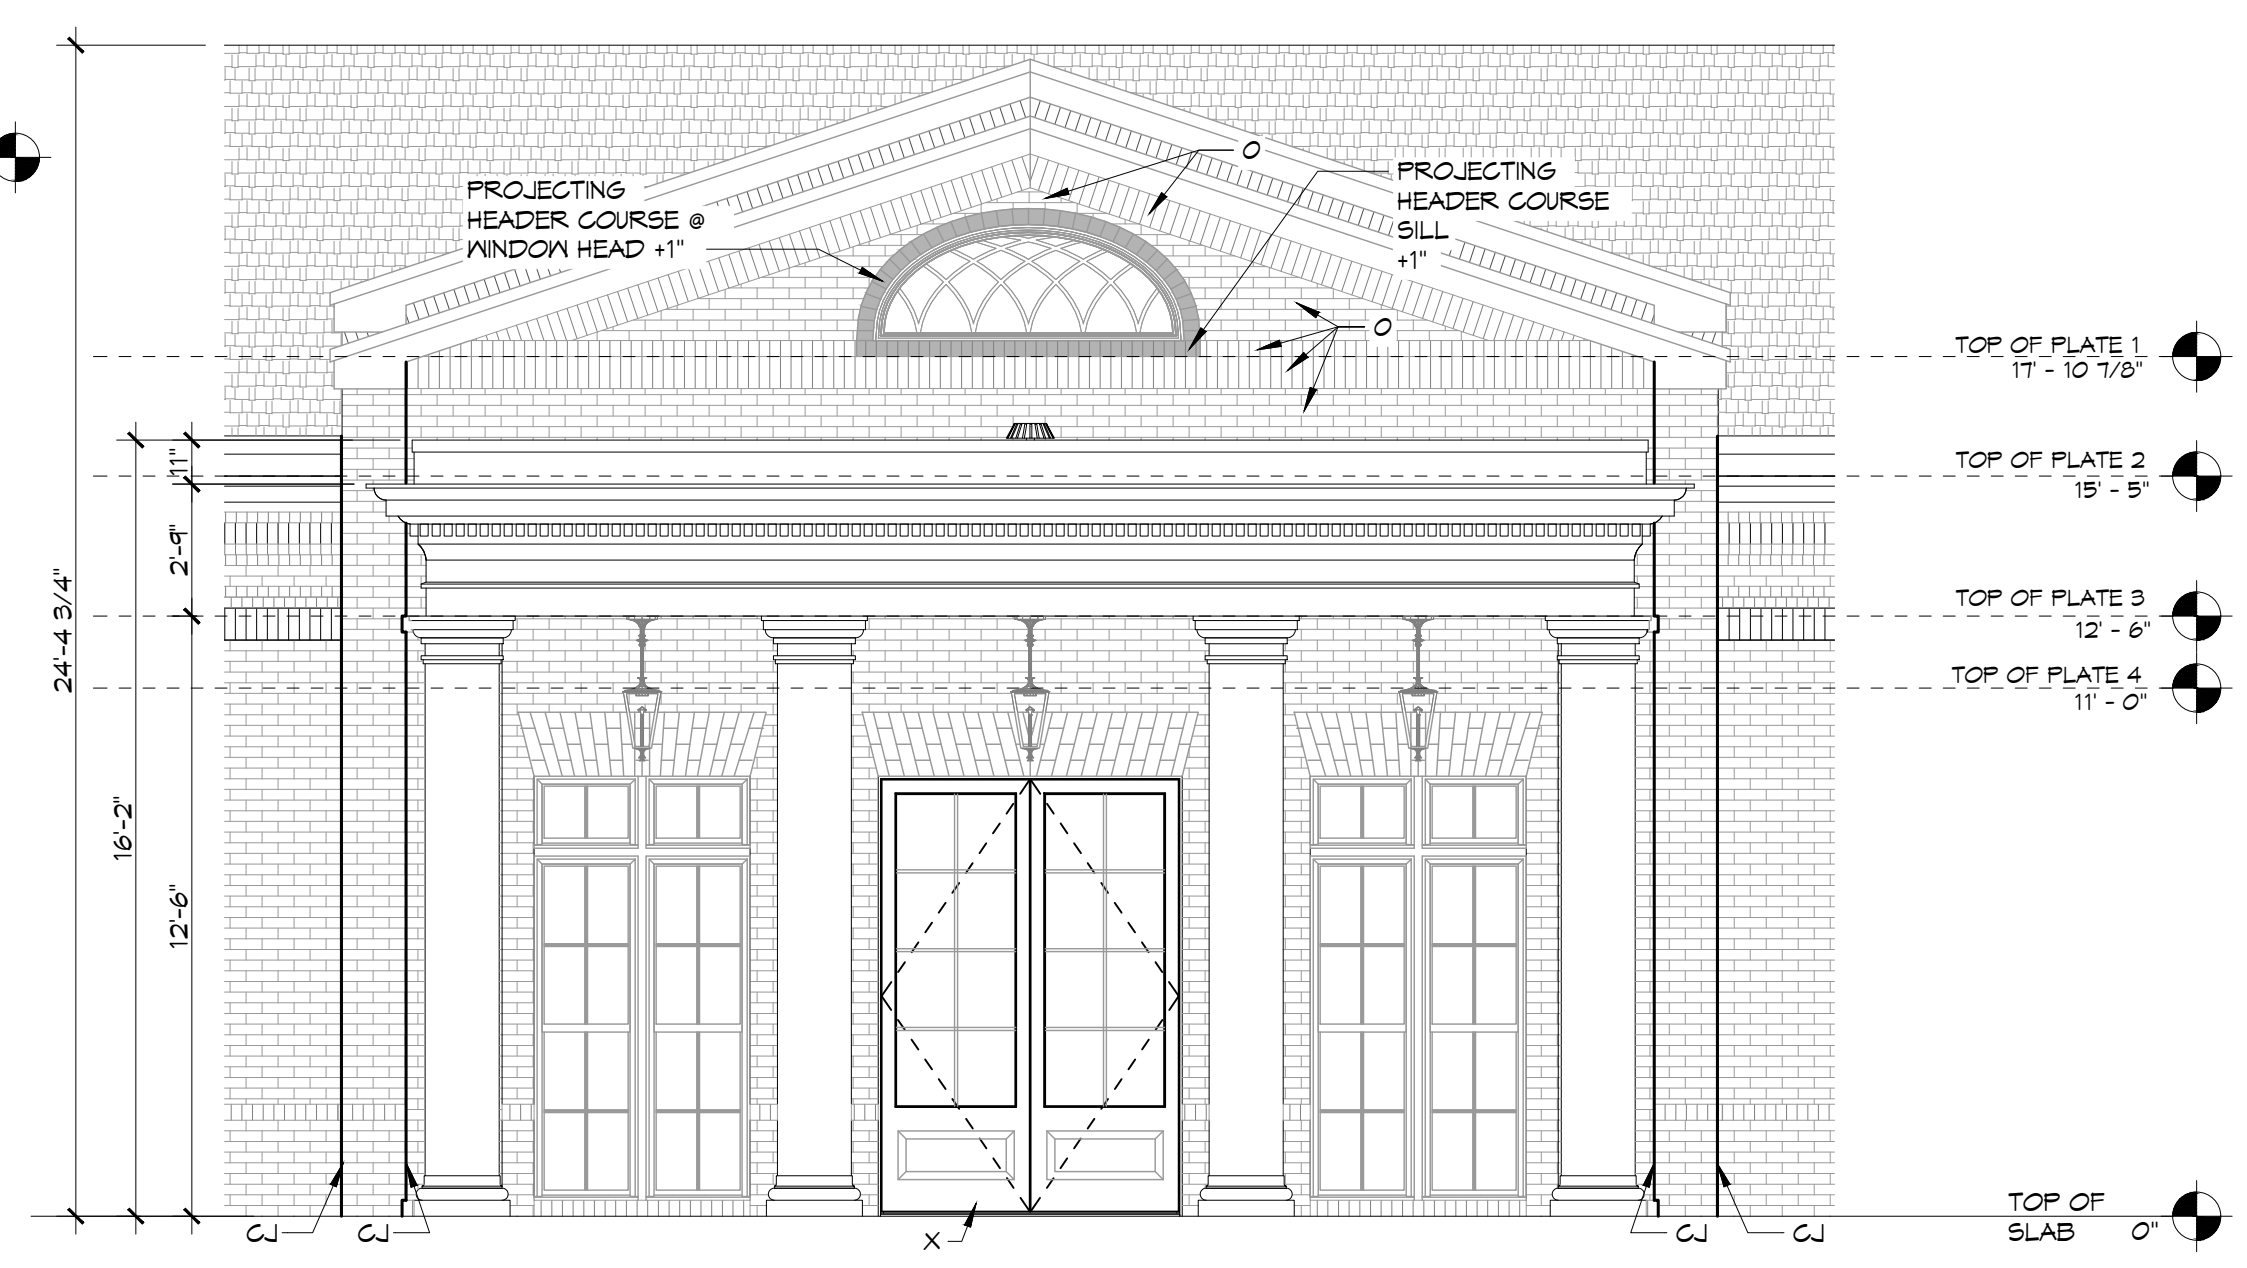 O
PROJECTING
HEADER COURSE @
WINDOW HEAD +1"
PROJECTING
HEADER COURSE
SILL
+1"
O
TOP OF PLATE 1
17' - 10 7/8"
TOP OF PLATE 2
15' - 5"
TOP OF PLATE 3
12' - 6"
TOP OF PLATE 4
11' - 0"
11"
2'-9"
24'-4 3/4"
16'-2"
12'-6"
TOP OF
SLAB 0"
CJ
CJ
X
CJ
CJ